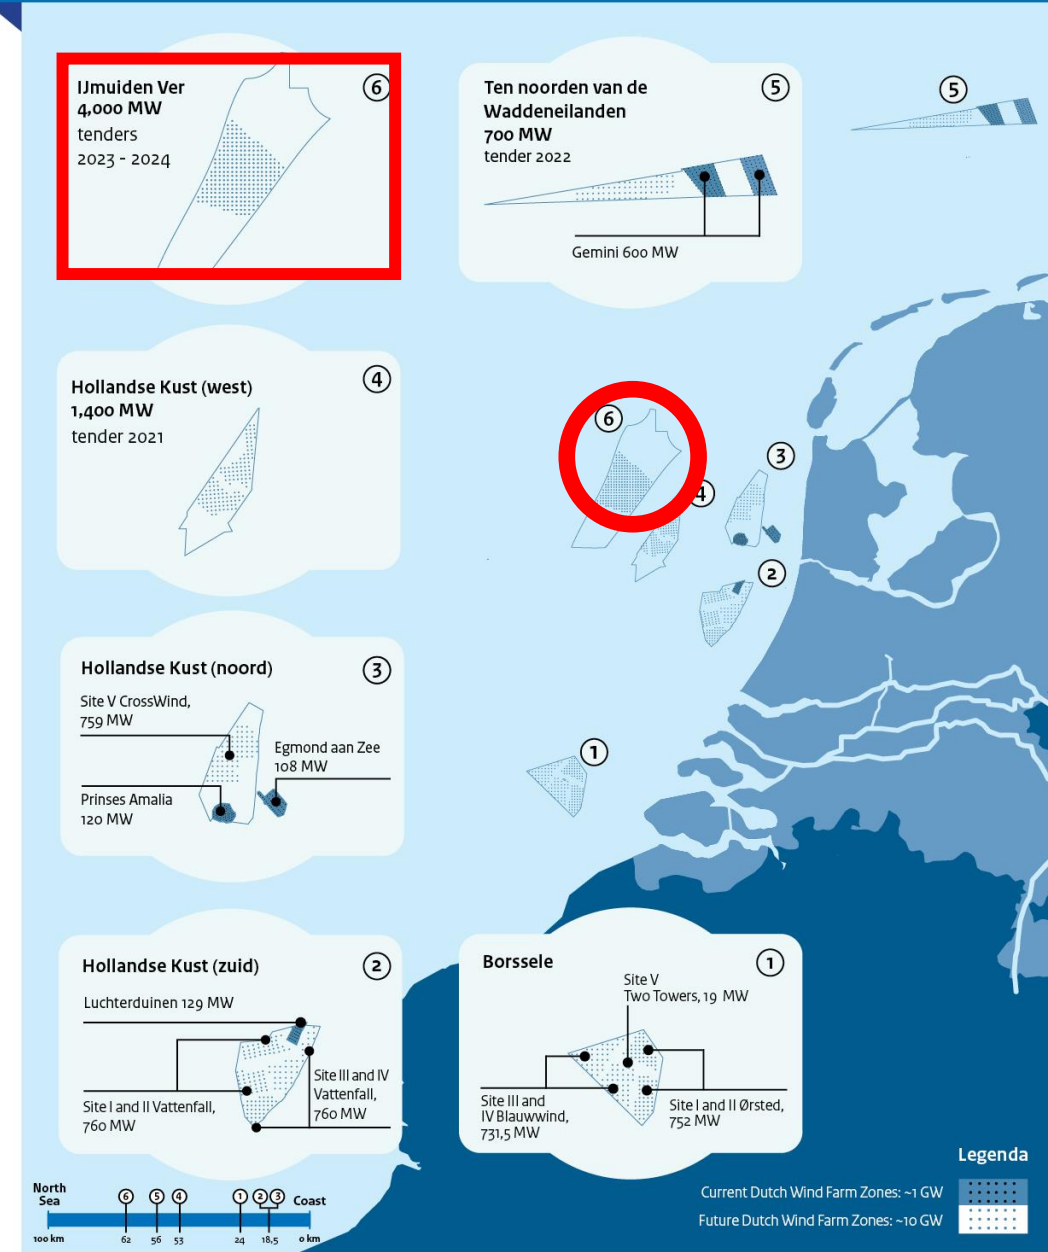 IJmuiden Ver
4,000 MW
tenders
2023 - 2024
6
Ten noorden van de
Waddeneilanden
700 MW
tender 2022
5
Gemini 600 MW
5
Hollandse Kust (west)
1,400 MW
tender 2021
4
6
3
4
2
1
Hollandse Kust (noord)
3
Site V CrossWind,
759 MW
Egmond aan Zee
108 MW
Prinses Amalia
120 MW
Hollandse Kust (zuid)
2
Luchterduinen 129 MW
Site III and IV
Vattenfall,
760 MW
Site I and II Vattenfall,
760 MW
Borssele
1
Site V
Two Towers, 19 MW
Site III and
IV Blauwwind,
731,5 MW
Site I and II Ørsted,
752 MW
Legenda
Current Dutch Wind Farm Zones: ~1 GW
Future Dutch Wind Farm Zones: ~10 GW
North
Sea
6 5 4 1 2 3
Coast
100 km 62 56 53 24 18,5 0 km